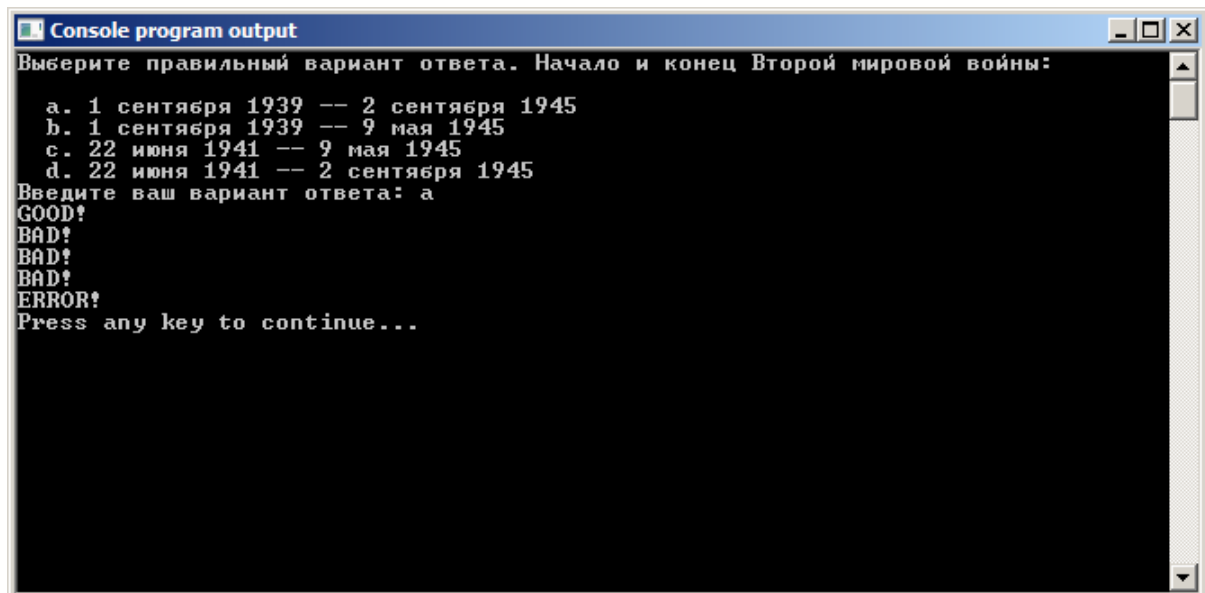 Console program output
Выберите правильный вариант ответа. Начало и конец Второй мировой войны:
a. 1 сентября 1939 -- 2 сентября 1945
b. 1 сентября 1939 -- 9 мая 1945
c. 22 июня 1941 -- 9 мая 1945
d. 22 июня 1941 -- 2 сентября 1945
Введите ваш вариант ответа: a
GOOD!
BAD!
BAD!
BAD!
ERROR!
Press any key to continue...